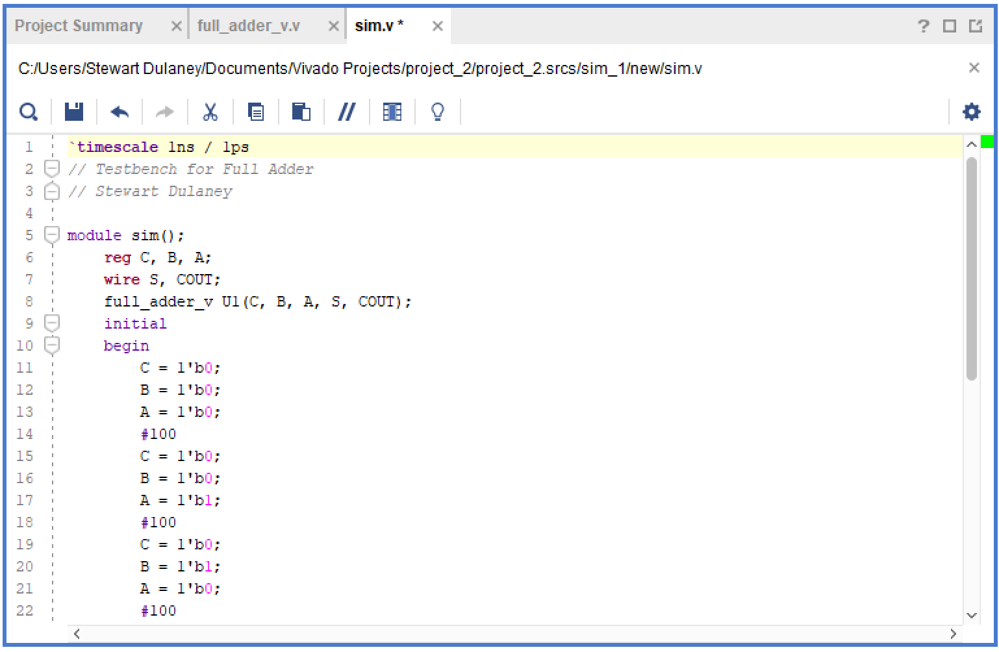 Project Summary × full_adder_v.v × sim.v * ×
C:/Users/Stewart Dulaney/Documents/Vivado Projects/project_2/project_2.srcs/sim_1/new/sim.v
1 `timescale 1ns / 1ps
2 // Testbench for Full Adder
3 // Stewart Dulaney
4
5 module sim();
6 reg C, B, A;
7 wire S, COUT;
8 full_adder_v U1(C, B, A, S, COUT);
9 initial
10 begin
11 C = 1'b0;
12 B = 1'b0;
13 A = 1'b0;
14 #100
15 C = 1'b0;
16 B = 1'b0;
17 A = 1'b1;
18 #100
19 C = 1'b0;
20 B = 1'b1;
21 A = 1'b0;
22 #100